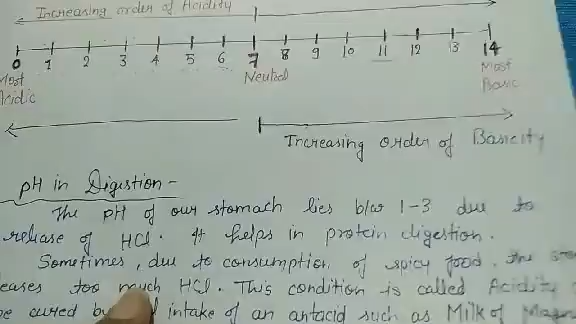 Increasing order of Acidity
0 1 2 3 4 5 6 7 8 9 10 11 12 13 14
Most Neutral Most
Acidic Basic
Increasing order of Basicity
pH in Digestion -
The pH of our stomach lies b/w 1-3 due to
release of HCl. It helps in protein digestion.
Sometimes, due to consumption of spicy food, the
too much HCl. This condition is called Acidity
be cured by intake of an antacid such as Milk of